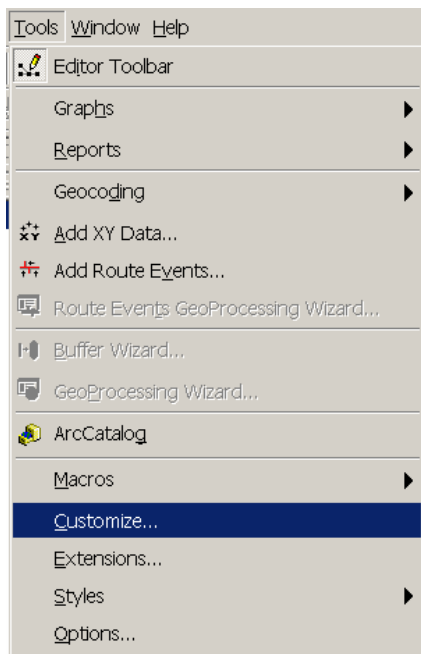 Tools Window Help
Editor Toolbar
Graphs
Reports
Geocoding
Add XY Data...
Add Route Events...
Route Events GeoProcessing Wizard...
Buffer Wizard...
GeoProcessing Wizard...
ArcCatalog
Macros
Customize...
Extensions...
Styles
Options...